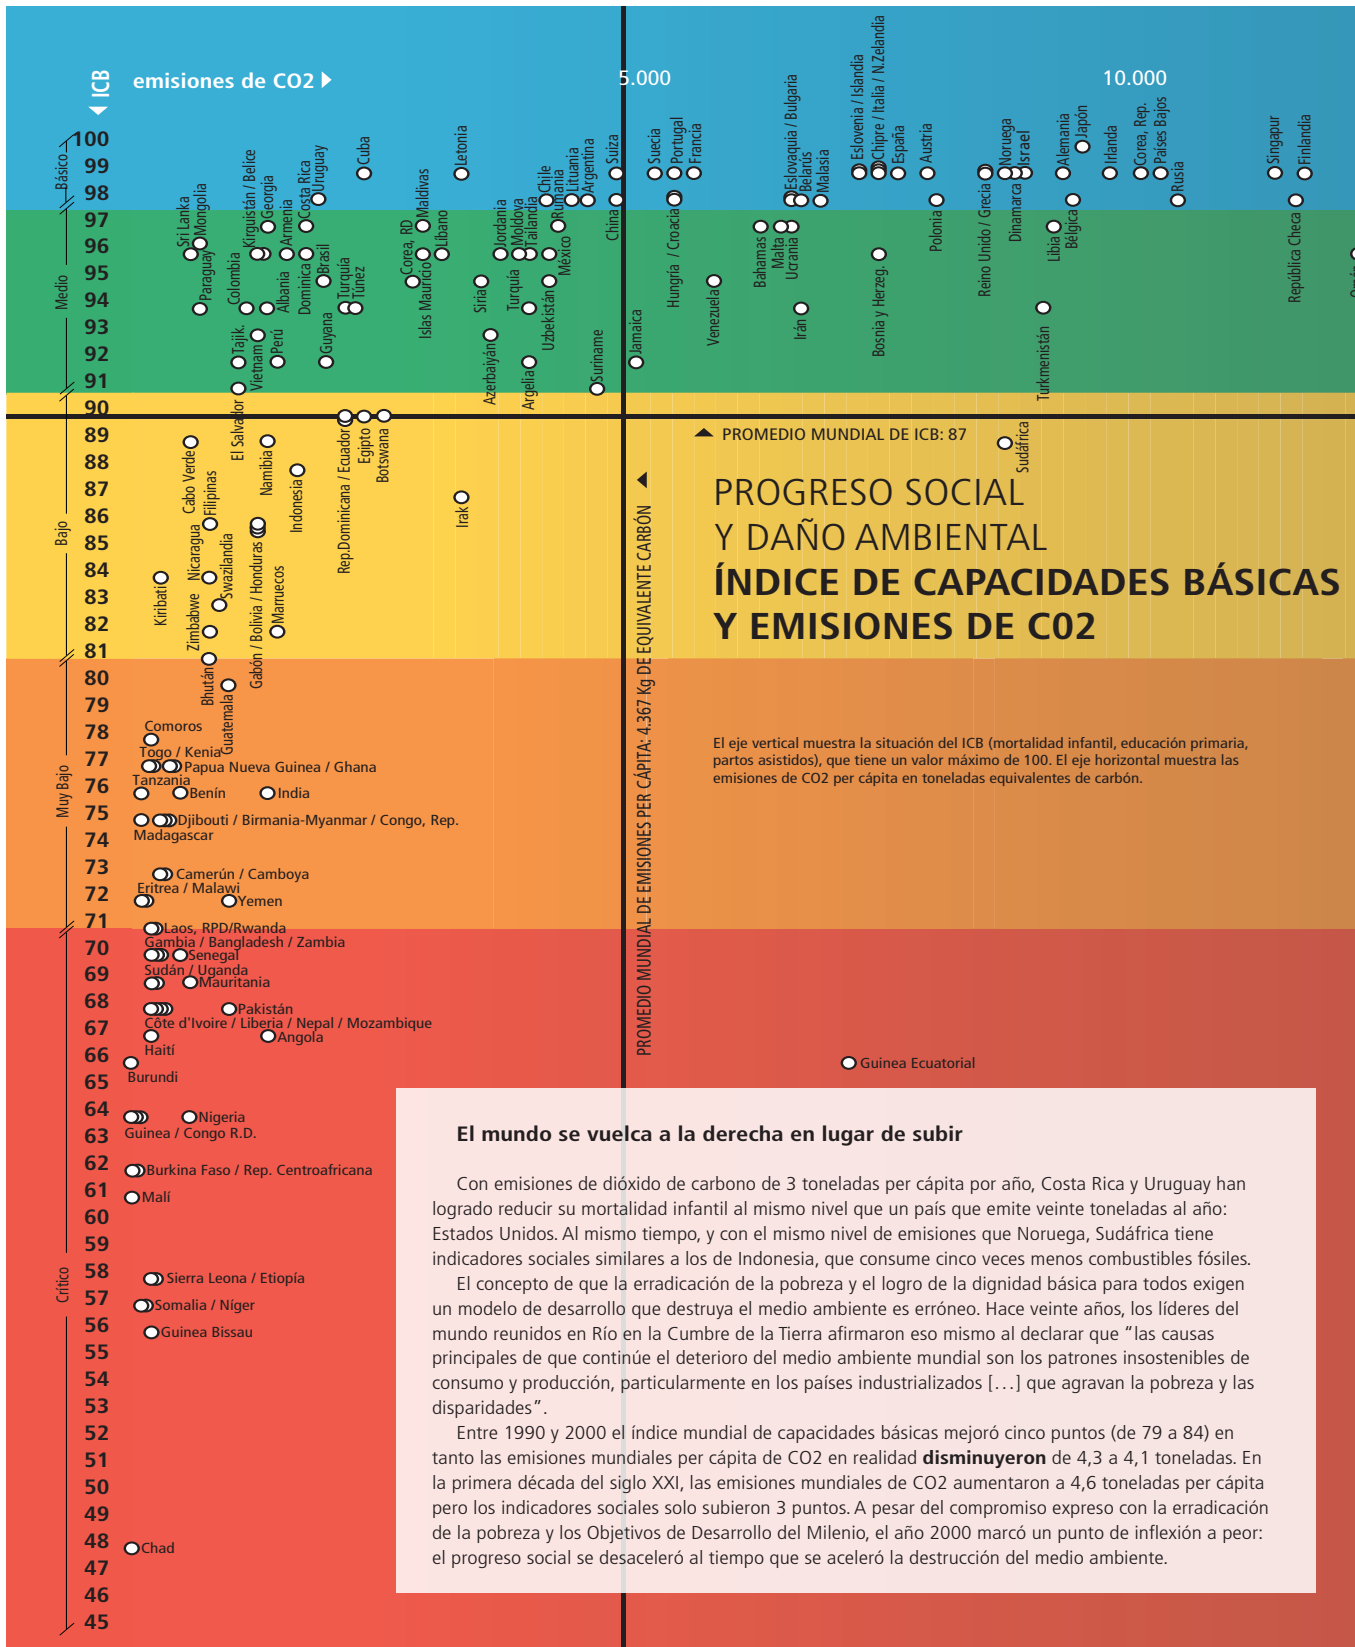 ICB
emisiones de CO2
5.000
10.000
100
99
98
97
96
95
94
93
92
91
90
89
88
87
86
85
84
83
82
81
80
79
78
77
76
75
74
73
72
71
70
69
68
67
66
65
64
63
62
61
60
59
58
57
56
55
54
53
52
51
50
49
48
47
46
45
Básico
Medio
Bajo
Muy Bajo
Crítico
Sri Lanka
Mongolia
Paraguay
Colombia
Kirguistán / Belice
Georgia
Armenia
Costa Rica
Uruguay
Cuba
Albania
Dominica
Brasil
Turquía
Túnez
Tajik.
Vietnam
Perú
Guyana
El Salvador
Corea, RD
Maldivas
Islas Mauricio
Líbano
Letonia
Siria
Jordania
Moldova
Tailandia
Turquía
Chile
Rumania
Lituania
Argentina
México
Uzbekistán
Azerbaiyán
Argelia
Suriname
Suiza
China
Jamaica
Suecia
Portugal
Francia
Hungría / Croacia
Venezuela
Bahamas
Malta
Ucrania
Eslovaquia / Bulgaria
Belarús
Malasia
Irán
Eslovenia / Islandia
Chipre / Italia / N.Zelandia
España
Austria
Bosnia y Herzeg.
Polonia
Reino Unido / Grecia
Noruega
Dinamarca
Israel
Libia
Bélgica
Turkmenistán
Alemania
Japón
Irlanda
Corea, Rep.
Países Bajos
Rusia
Singapur
Finlandia
República Checa
Cabo Verde
Filipinas
Namibia
Indonesia
Rep.Dominicana / Ecuador
Egipto
Botswana
Irak
Sudáfrica
Kiribati
Nicaragua
Swazilandia
Zimbabwe
Gabón / Bolivia / Honduras
Marruecos
Bhután
Guatemala
PROMEDIO MUNDIAL DE ICB: 87
PROMEDIO MUNDIAL DE EMISIONES PER CÁPITA: 4.367 Kg DE EQUIVALENTE CARBÓN
PROGRESO SOCIAL
Y DAÑO AMBIENTAL
ÍNDICE DE CAPACIDADES BÁSICAS
Y EMISIONES DE C02
El eje vertical muestra la situación del ICB (mortalidad infantil, educación primaria,
partos asistidos), que tiene un valor máximo de 100. El eje horizontal muestra las
emisiones de CO2 per cápita en toneladas equivalentes de carbón.
Comoros
Togo / Kenia
Papua Nueva Guinea / Ghana
Tanzania
Benín
India
Djibouti / Birmania-Myanmar / Congo, Rep.
Madagascar
Camerún / Camboya
Eritrea / Malawi
Yemen
Laos, RPD/Rwanda
Gambia / Bangladesh / Zambia
Senegal
Sudán / Uganda
Mauritania
Pakistán
Côte d'Ivoire / Liberia / Nepal / Mozambique
Angola
Haití
Guinea Ecuatorial
Burundi
Nigeria
Guinea / Congo R.D.
Burkina Faso / Rep. Centroafricana
Malí
Sierra Leona / Etiopía
Somalia / Níger
Guinea Bissau
Chad
El mundo se vuelca a la derecha en lugar de subir
Con emisiones de dióxido de carbono de 3 toneladas per cápita por año, Costa Rica y Uruguay han
logrado reducir su mortalidad infantil al mismo nivel que un país que emite veinte toneladas al año:
Estados Unidos. Al mismo tiempo, y con el mismo nivel de emisiones que Noruega, Sudáfrica tiene
indicadores sociales similares a los de Indonesia, que consume cinco veces menos combustibles fósiles.
El concepto de que la erradicación de la pobreza y el logro de la dignidad básica para todos exigen
un modelo de desarrollo que destruya el medio ambiente es erróneo. Hace veinte años, los líderes del
mundo reunidos en Río en la Cumbre de la Tierra afirmaron eso mismo al declarar que “las causas
principales de que continúe el deterioro del medio ambiente mundial son los patrones insostenibles de
consumo y producción, particularmente en los países industrializados […] que agravan la pobreza y las
disparidades”.
Entre 1990 y 2000 el índice mundial de capacidades básicas mejoró cinco puntos (de 79 a 84) en
tanto las emisiones mundiales per cápita de CO2 en realidad disminuyeron de 4,3 a 4,1 toneladas. En
la primera década del siglo XXI, las emisiones mundiales de CO2 aumentaron a 4,6 toneladas per cápita
pero los indicadores sociales solo subieron 3 puntos. A pesar del compromiso expreso con la erradicación
de la pobreza y los Objetivos de Desarrollo del Milenio, el año 2000 marcó un punto de inflexión a peor:
el progreso social se desaceleró al tiempo que se aceleró la destrucción del medio ambiente.